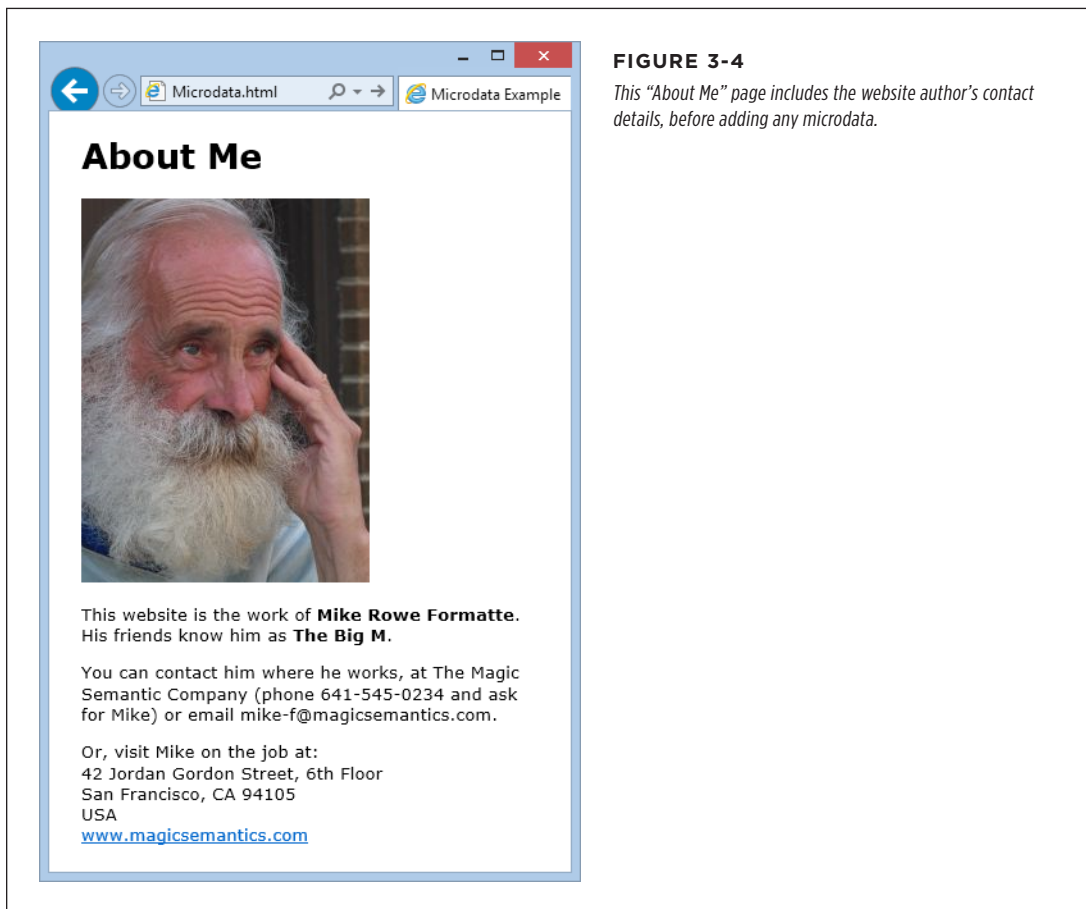 Microdata.html
Microdata Example
About Me
This website is the work of Mike Rowe Formatte.
His friends know him as The Big M.
You can contact him where he works, at The Magic
Semantic Company (phone 641-545-0234 and ask
for Mike) or email mike-f@magicsemantics.com.
Or, visit Mike on the job at:
42 Jordan Gordon Street, 6th Floor
San Francisco, CA 94105
USA
www.magicsemantics.com
FIGURE 3-4
This “About Me” page includes the website author’s contact
details, before adding any microdata.